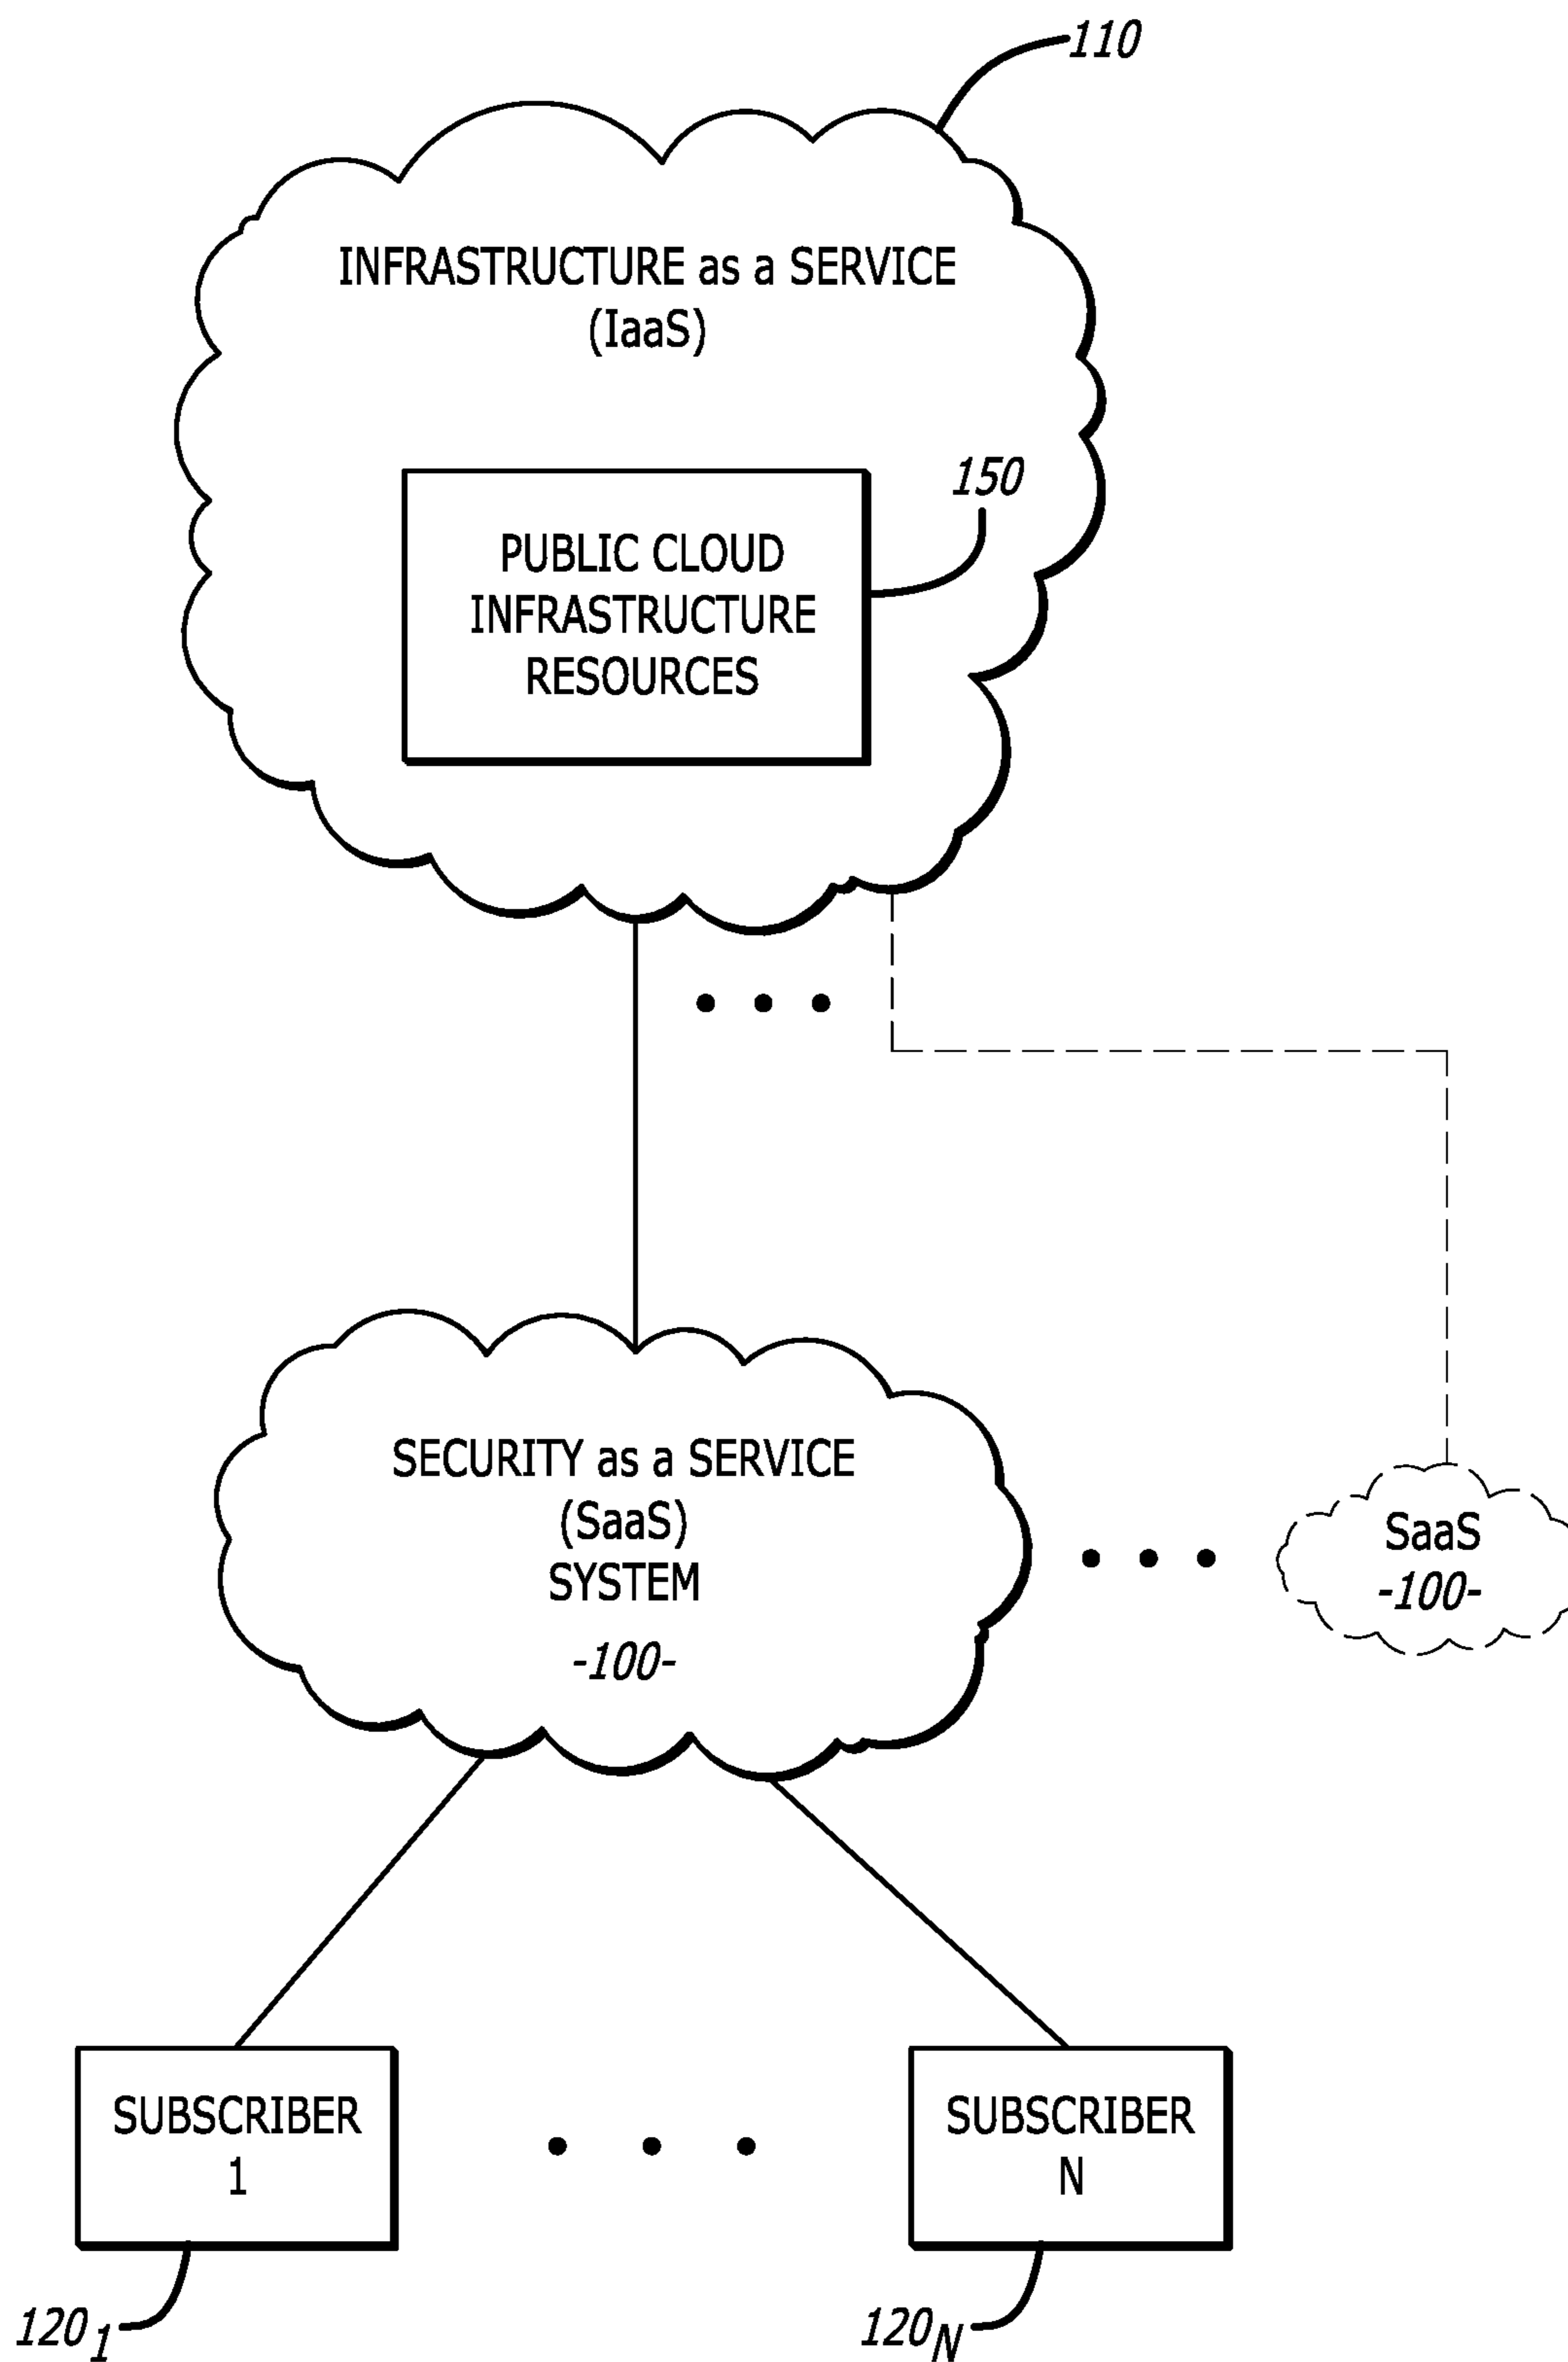 110
INFRASTRUCTURE as a SERVICE
(IaaS)
150
PUBLIC CLOUD
INFRASTRUCTURE
RESOURCES
SECURITY as a SERVICE
(SaaS)
SYSTEM
-100-
SaaS
-100-
SUBSCRIBER
1
SUBSCRIBER
N
120₁
120N